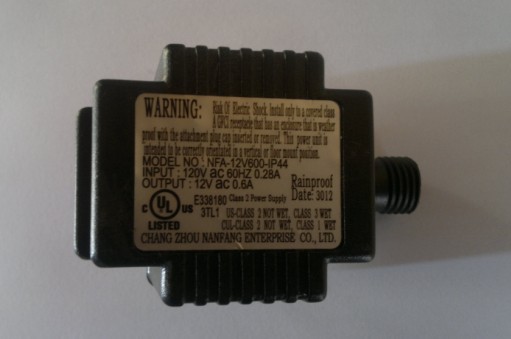 WARNING: Risk Of Electric Shock. Install only to a covered class
A GFCI receptacle that has an enclosure that is weather
proof with the attachment plug cap inserted or removed. This power unit is
intended to be correctly orientated in a vertical or floor mount position.
MODEL NO : NFA-12V600-IP44
INPUT : 120V ac 60HZ 0.28A
OUTPUT : 12V ac 0.6A
Rainproof
Date: 3012
C UL US
LISTED
E338180 Class 2 Power Supply
3TL1 US-CLASS 2 NOT WET, CLASS 3 WET
CUL-CLASS 2 NOT WET, CLASS 1 WET
CHANG ZHOU NANFANG ENTERPRISE CO., LTD.